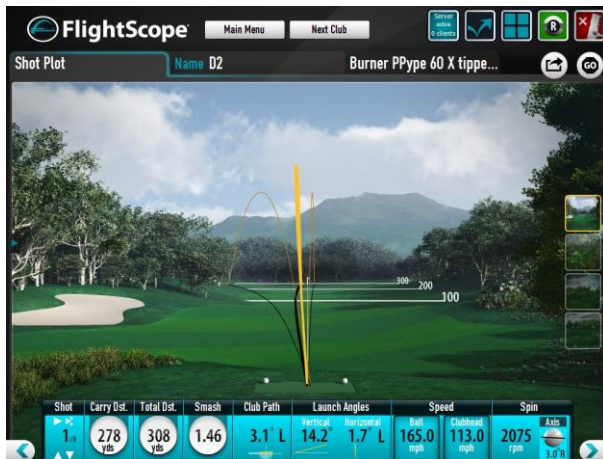 FlightScope
Main Menu
Next Club
Server
active
0 clients
R
Shot Plot
Name D2
Burner PPype 60 X tippe...
GO
300
200
100
Shot
Carry Dst.
Total Dst.
Smash
Club Path
Launch Angles
Speed
Spin
1
278
yds
308
yds
1.46
3.1° L
Vertical
14.2°
Horizontal
1.7° L
Ball
165.0
mph
Clubhead
113.0
mph
2075
rpm
Axis
3.0°R